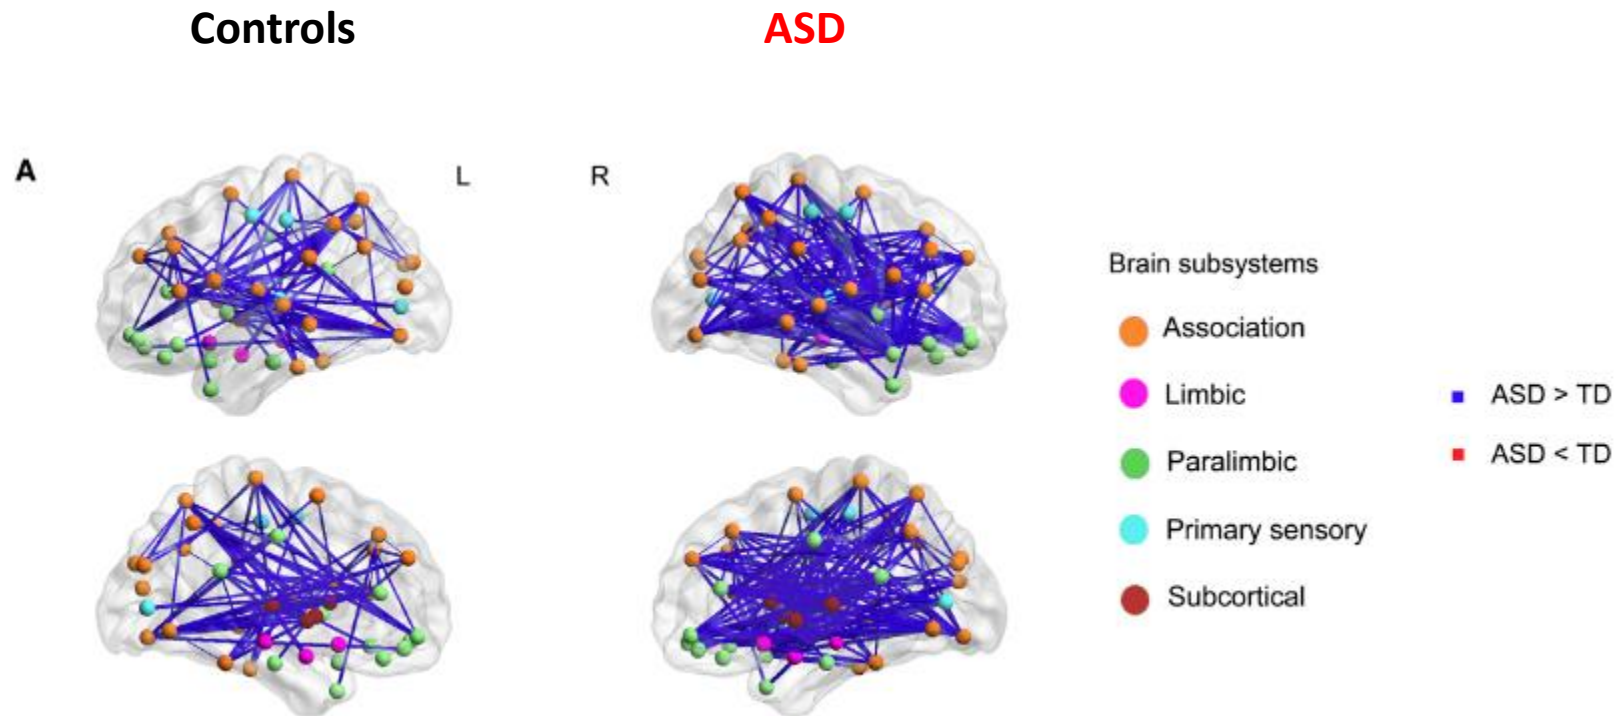 Controls
ASD
A
L
R
Brain subsystems
Association
Limbic
Paralimbic
Primary sensory
Subcortical
ASD > TD
ASD < TD